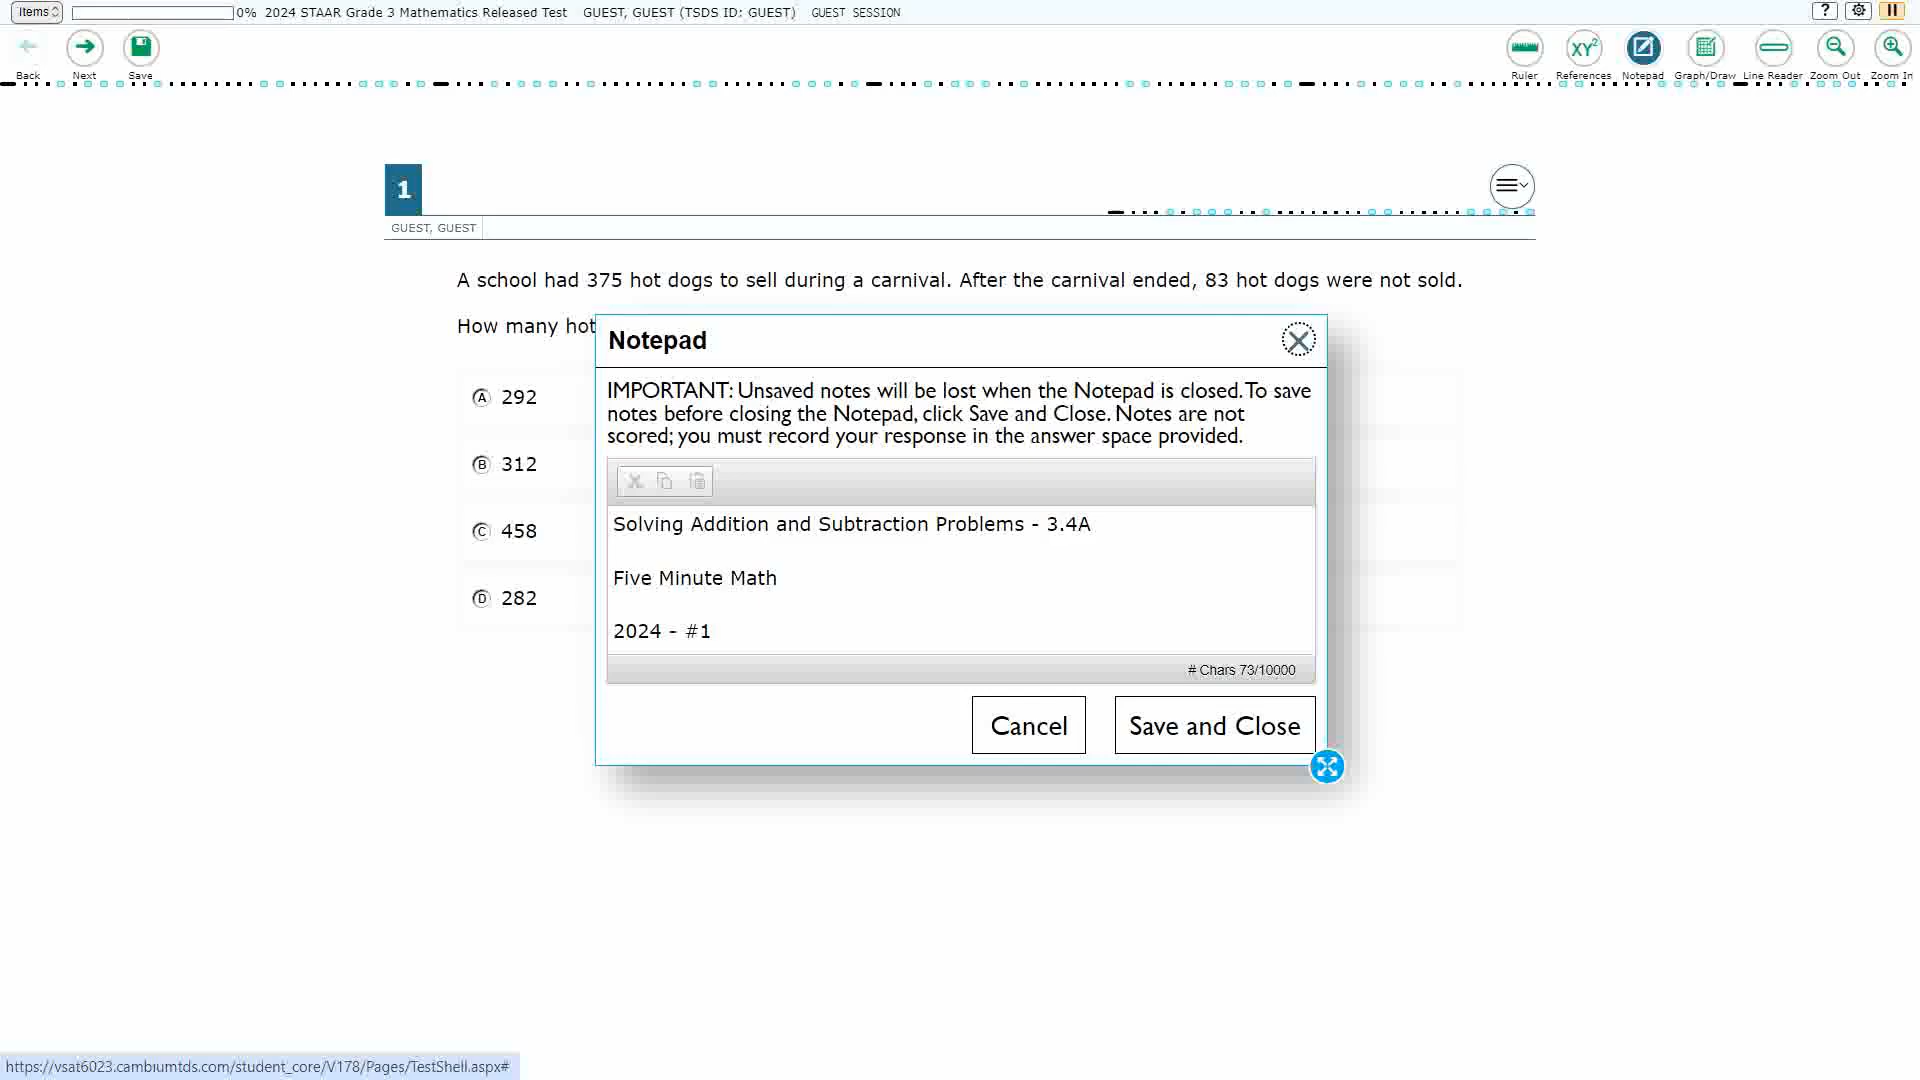 Items 0% 2024 STAAR Grade 3 Mathematics Released Test GUEST, GUEST (TSDS ID: GUEST) GUEST SESSION ?
Back Next Save Ruler XY² References Notepad Graph/Draw Line Reader Zoom Out Zoom In
1
GUEST, GUEST
A school had 375 hot dogs to sell during a carnival. After the carnival ended, 83 hot dogs were not sold.
How many hot
Notepad
IMPORTANT: Unsaved notes will be lost when the Notepad is closed. To save
notes before closing the Notepad, click Save and Close. Notes are not
scored; you must record your response in the answer space provided.
A 292
B 312
C 458
D 282
Solving Addition and Subtraction Problems - 3.4A
Five Minute Math
2024 - #1
# Chars 73/10000
Cancel Save and Close
https://vsat6023.cambiumtds.com/student_core/V178/Pages/TestShell.aspx#